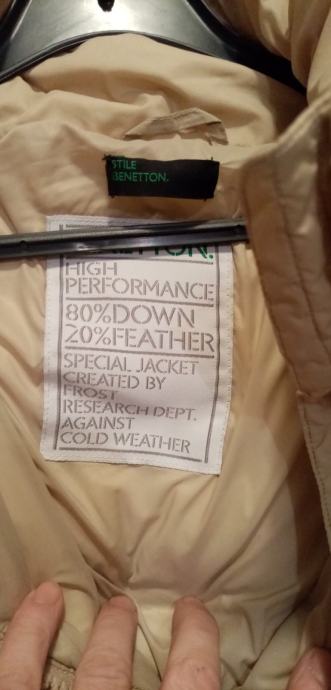 STILE
BENETTON.
HIGH
PERFORMANCE
80%DOWN
20%FEATHER
SPECIAL JACKET
CREATED BY
FROST
RESEARCH DEPT.
AGAINST
COLD WEATHER